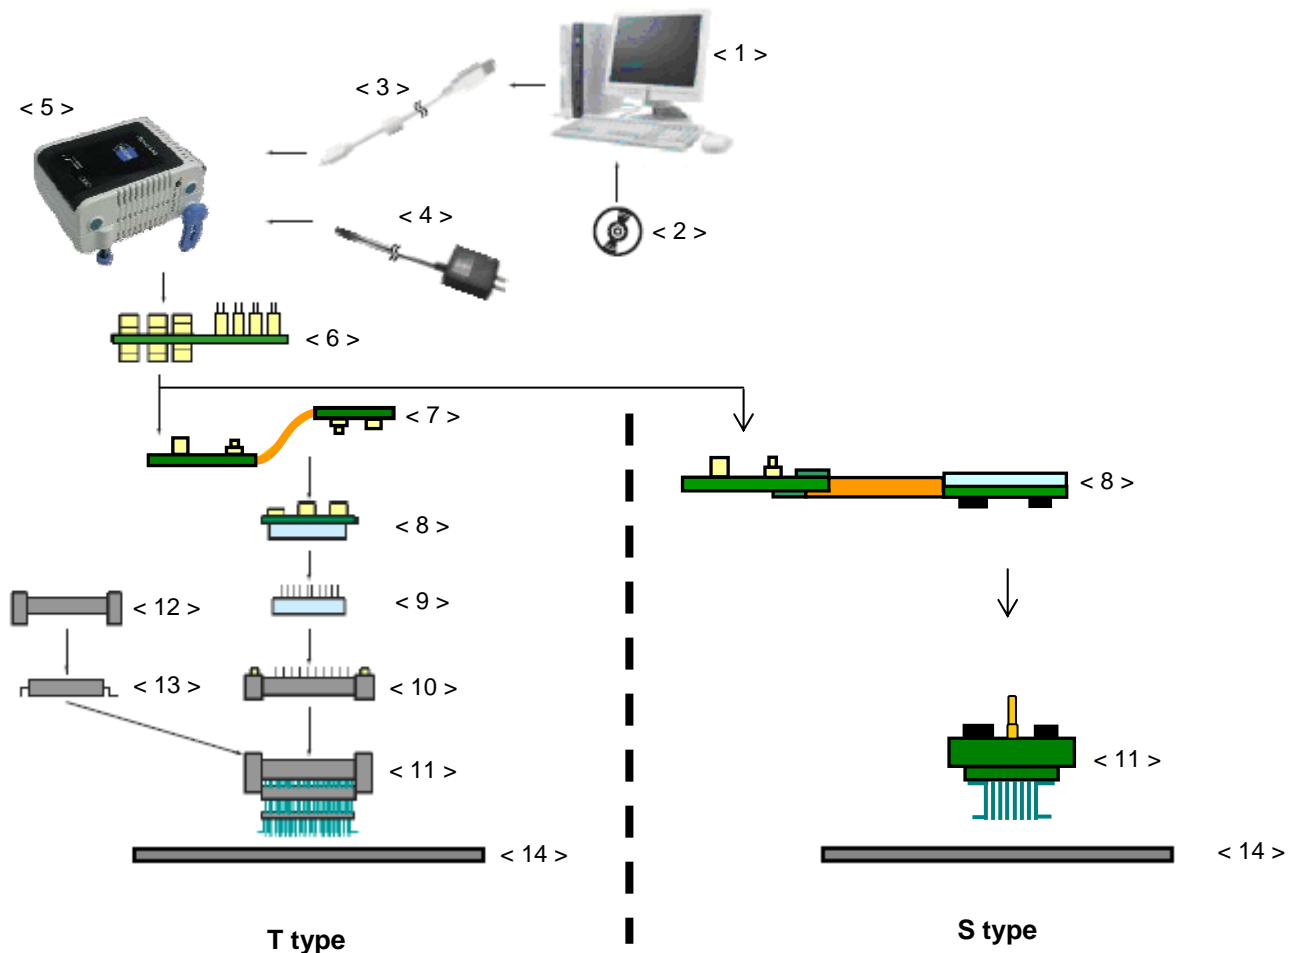 < 1 >
< 3 >
< 5 >
< 4 >
< 2 >
< 6 >
< 7 >
< 8 >
< 8 >
< 9 >
< 12 >
< 13 >
< 10 >
< 11 >
< 11 >
< 14 >
< 14 >
T type
S type